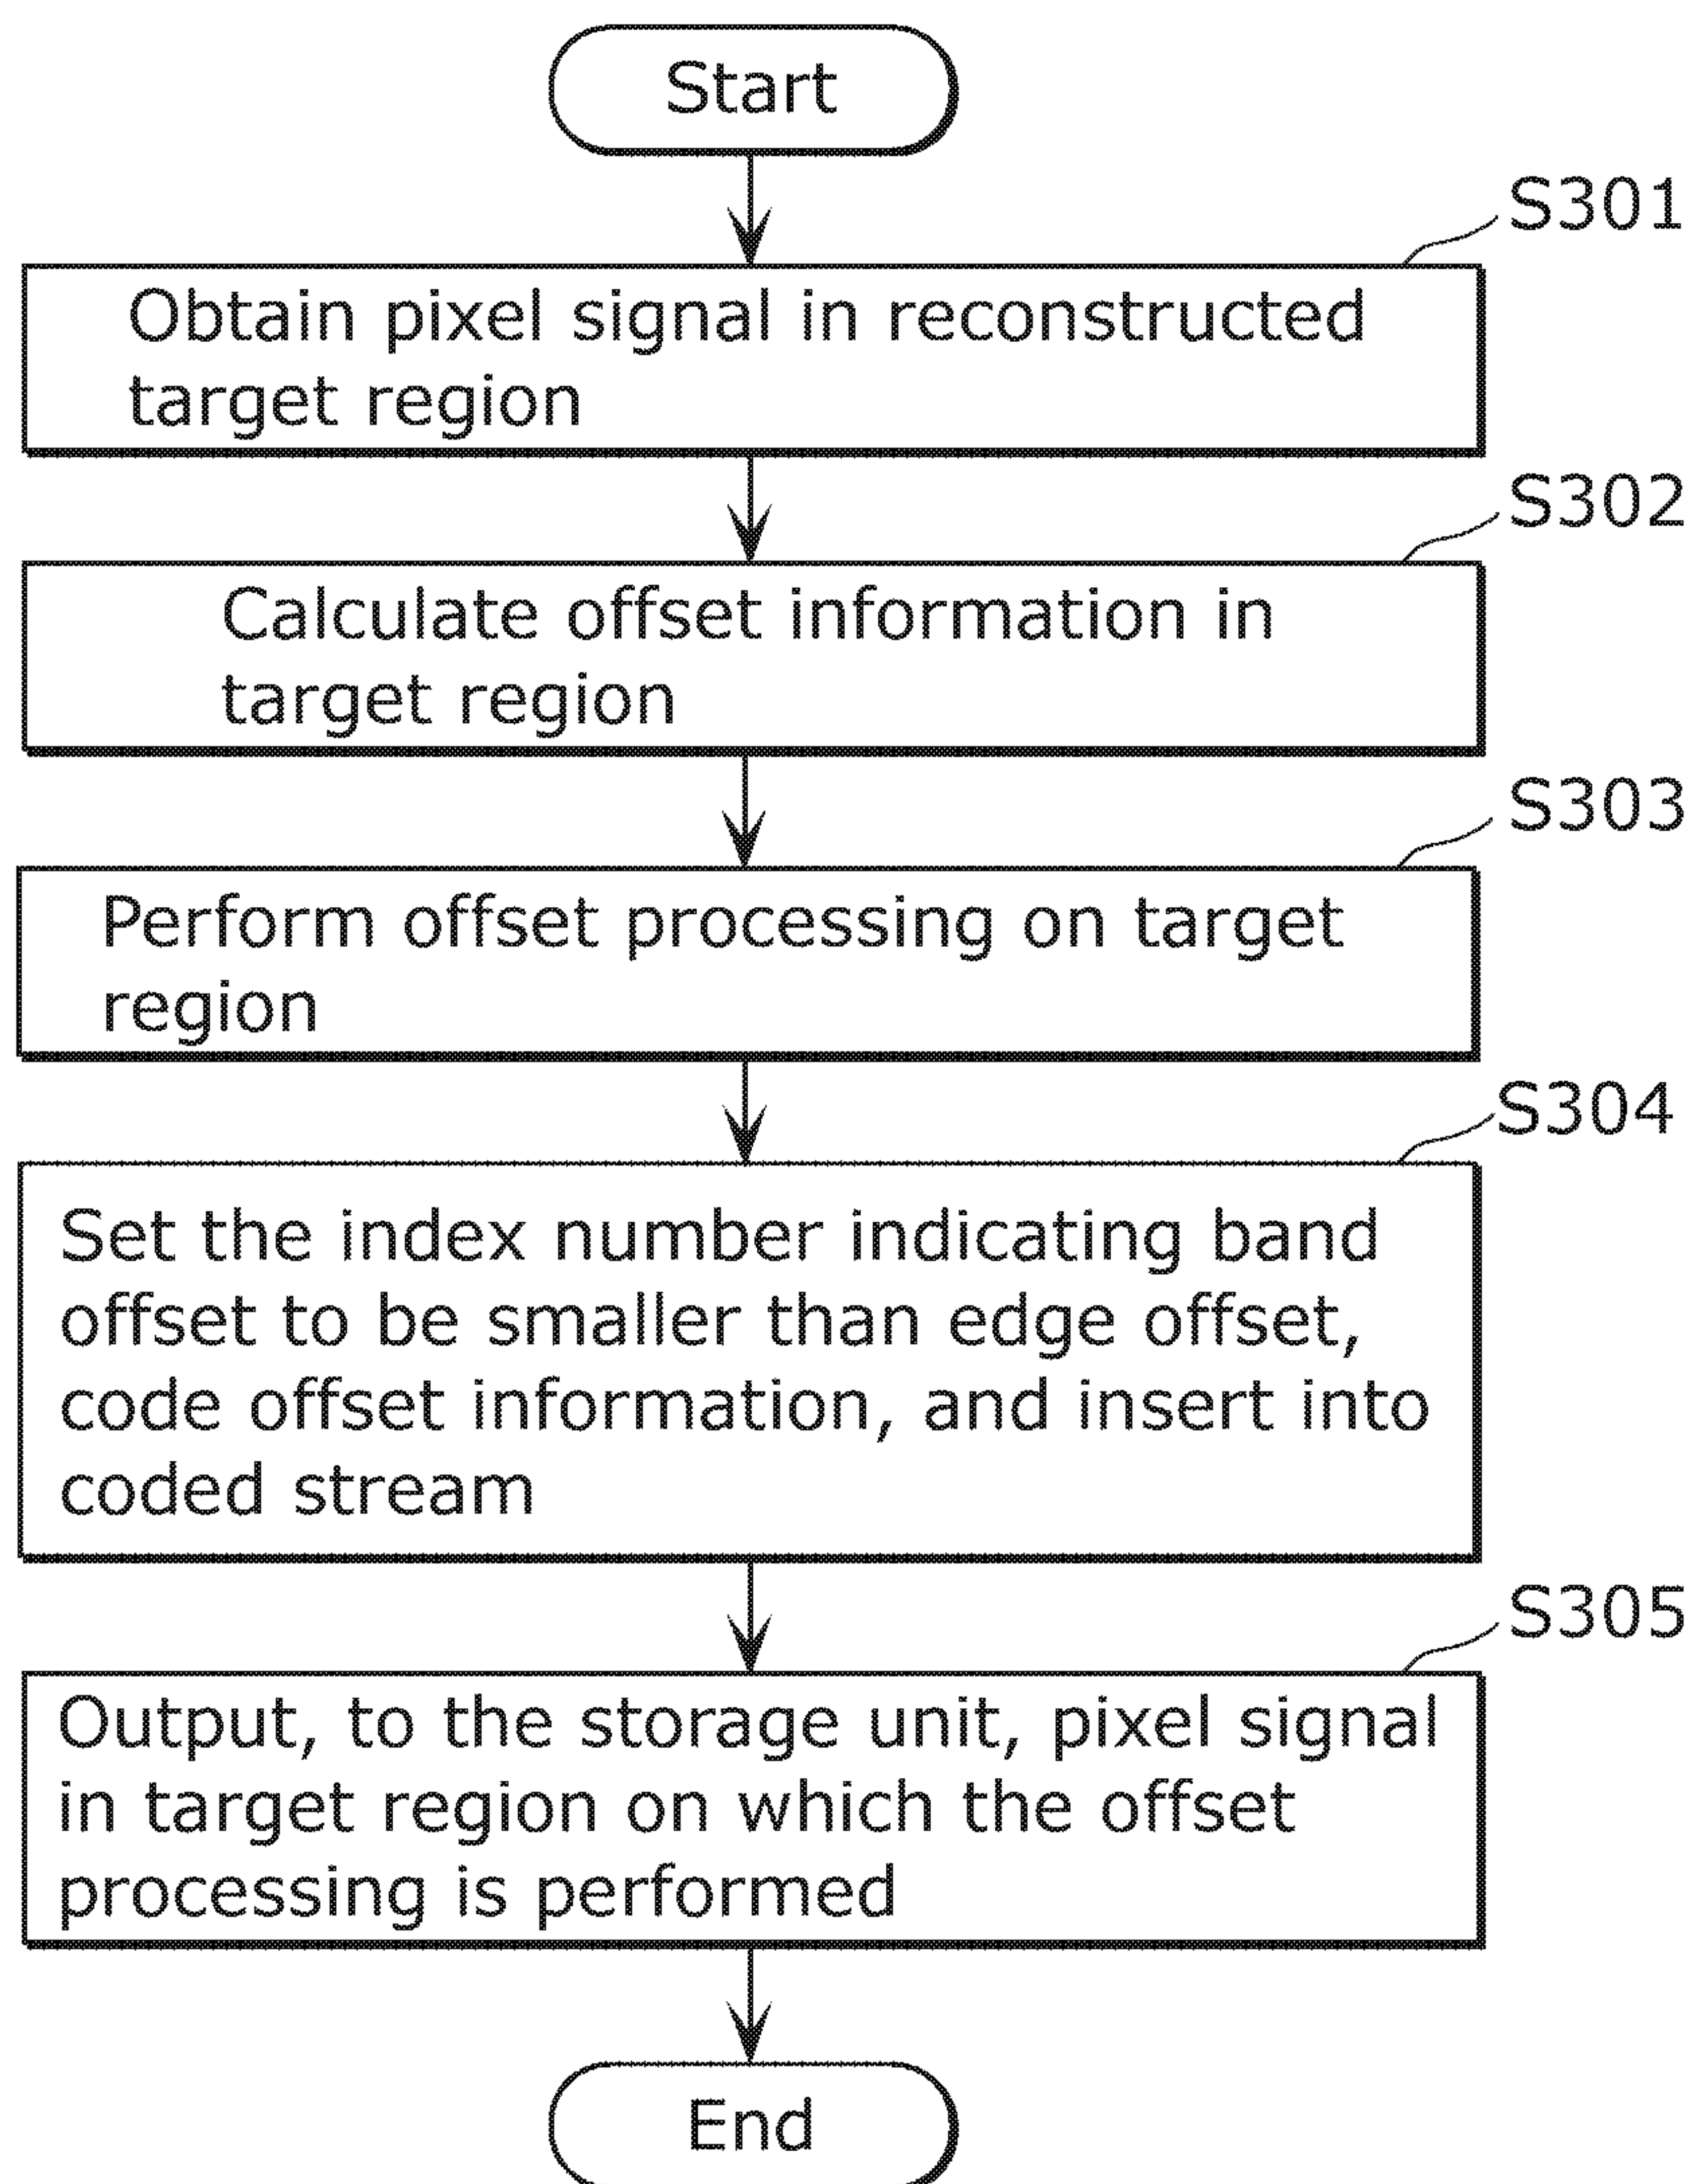 Start
S301
Obtain pixel signal in reconstructed
target region
S302
Calculate offset information in
target region
S303
Perform offset processing on target
region
S304
Set the index number indicating band
offset to be smaller than edge offset,
code offset information, and insert into
coded stream
S305
Output, to the storage unit, pixel signal
in target region on which the offset
processing is performed
End